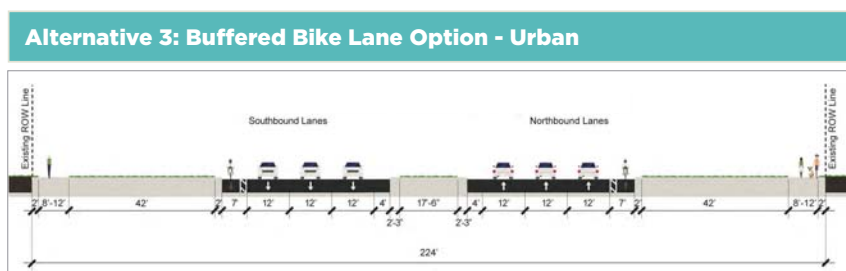 Alternative 3: Buffered Bike Lane Option - Urban
Existing ROW Line
Southbound Lanes
Northbound Lanes
Existing ROW Line
2' 8'-12' 42' 2' 7' 12' 12' 12' 4' 17'-6" 4' 12' 12' 12' 7' 2' 42' 8'-12' 2'
2'-3" 2'-3"
224'